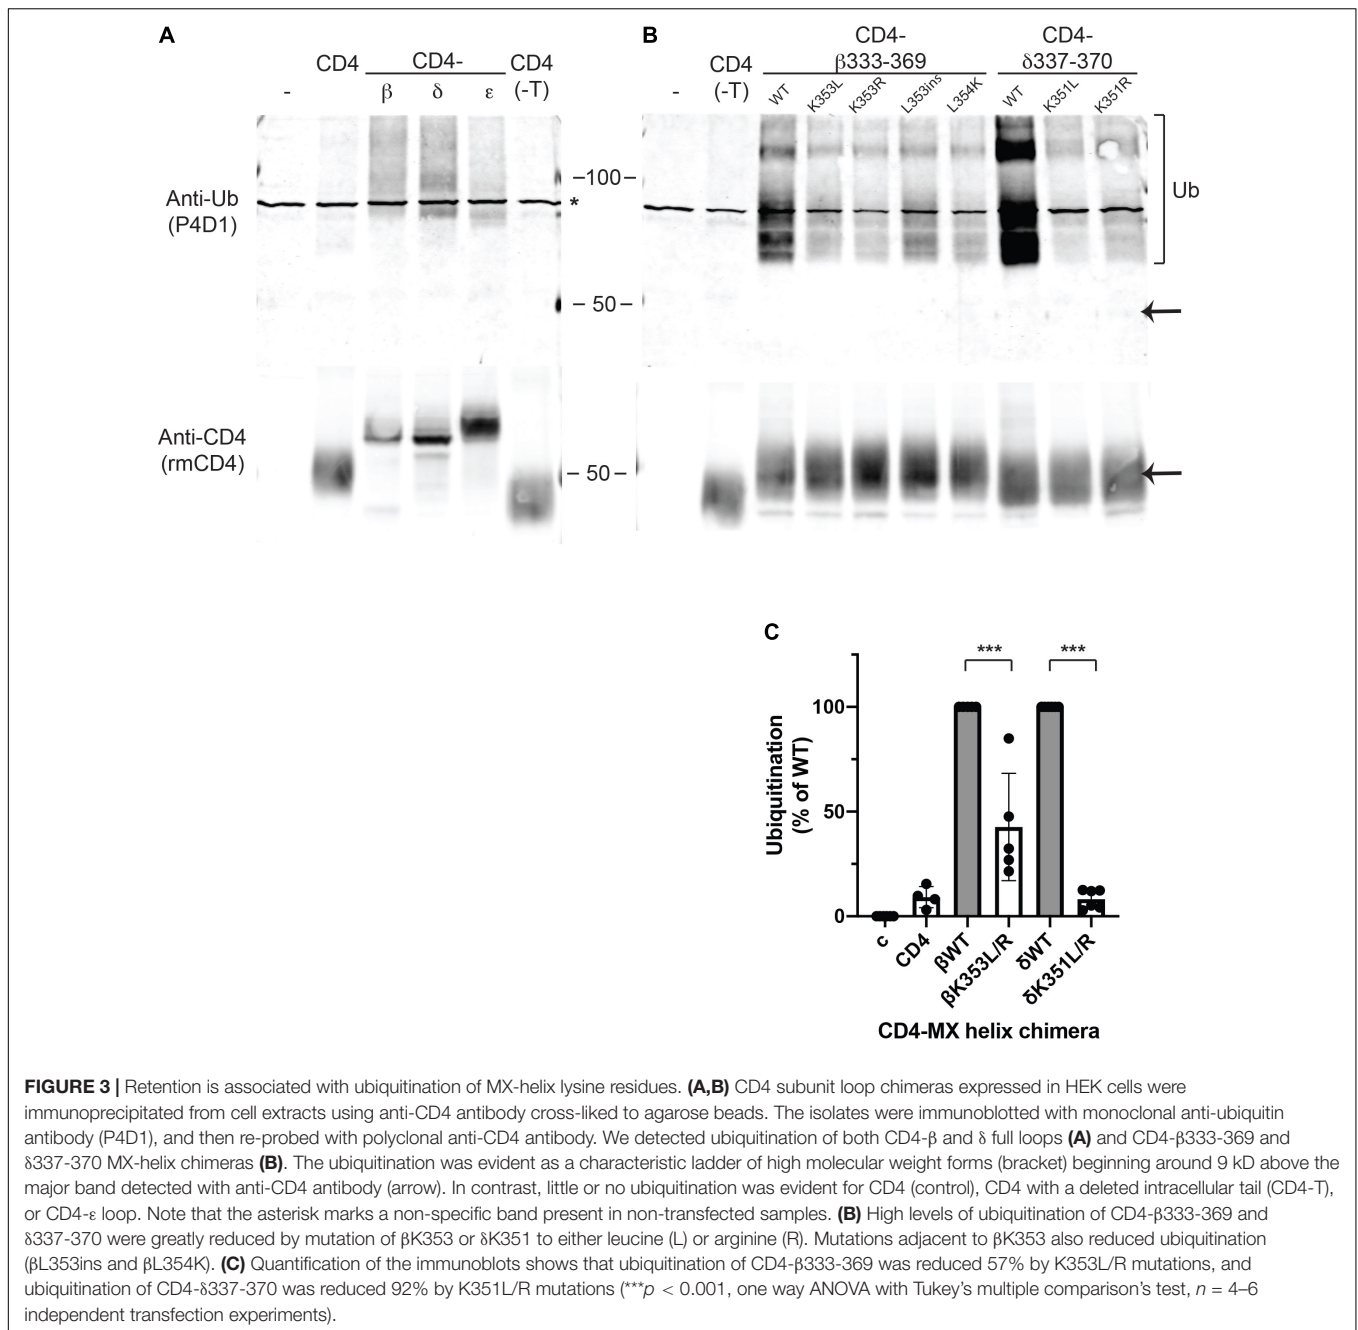 A
B
CD4
CD4-
CD4
(-T)
-
β
δ
ε
CD4
(-T)
-
CD4-
β333-369
CD4-
δ337-370
WT
K353L
K353R
L353ins
L354K
WT
K351L
K351R
Anti-Ub
(P4D1)
–100–
*
– 50 –
Ub
Anti-CD4
(rmCD4)
– 50 –
C
***
***
Ubiquitination
(% of WT)
100
50
0
c
CD4
βWT
βK353L/R
δWT
δK351L/R
CD4-MX helix chimera
FIGURE 3 | Retention is associated with ubiquitination of MX-helix lysine residues. (A,B) CD4 subunit loop chimeras expressed in HEK cells were
immunoprecipitated from cell extracts using anti-CD4 antibody cross-liked to agarose beads. The isolates were immunoblotted with monoclonal anti-ubiquitin
antibody (P4D1), and then re-probed with polyclonal anti-CD4 antibody. We detected ubiquitination of both CD4-β and δ full loops (A) and CD4-β333-369 and
δ337-370 MX-helix chimeras (B). The ubiquitination was evident as a characteristic ladder of high molecular weight forms (bracket) beginning around 9 kD above the
major band detected with anti-CD4 antibody (arrow). In contrast, little or no ubiquitination was evident for CD4 (control), CD4 with a deleted intracellular tail (CD4-T),
or CD4-ε loop. Note that the asterisk marks a non-specific band present in non-transfected samples. (B) High levels of ubiquitination of CD4-β333-369 and
δ337-370 were greatly reduced by mutation of βK353 or δK351 to either leucine (L) or arginine (R). Mutations adjacent to βK353 also reduced ubiquitination
(βL353ins and βL354K). (C) Quantification of the immunoblots shows that ubiquitination of CD4-β333-369 was reduced 57% by K353L/R mutations, and
ubiquitination of CD4-δ337-370 was reduced 92% by K351L/R mutations (***p < 0.001, one way ANOVA with Tukey's multiple comparison's test, n = 4–6
independent transfection experiments).